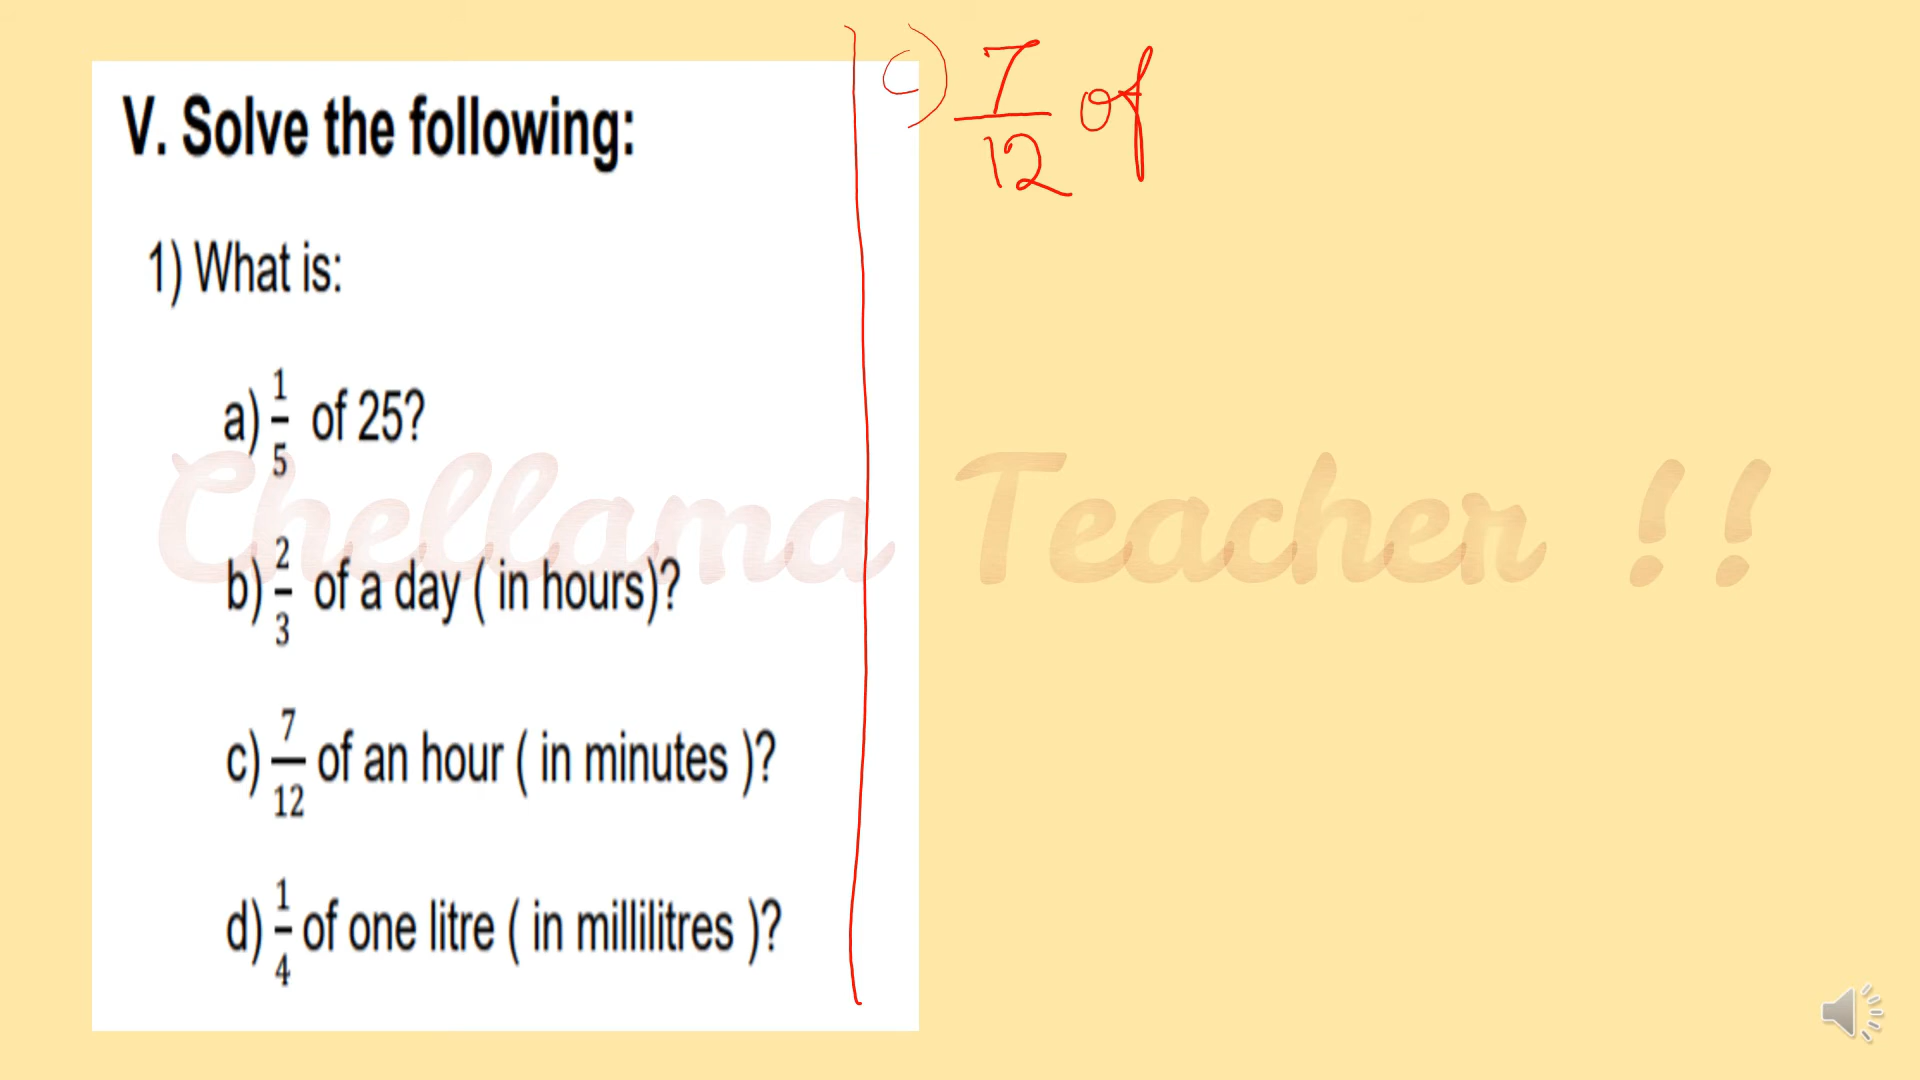 V. Solve the following:
1) What is:
a) 1/5 of 25?
b) 2/3 of a day ( in hours)?
c) 7/12 of an hour ( in minutes )?
d) 1/4 of one litre ( in millilitres )?
c) 7/12 of
Chellama Teacher !!